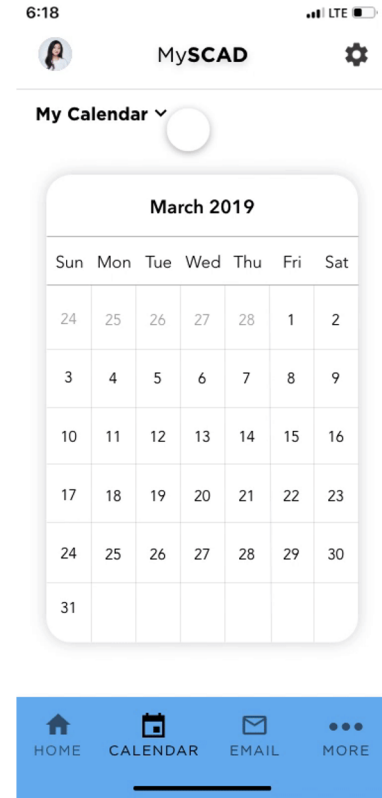 6:18 LTE
MySCAD
My Calendar
March 2019
Sun Mon Tue Wed Thu Fri Sat
24 25 26 27 28 1 2
3 4 5 6 7 8 9
10 11 12 13 14 15 16
17 18 19 20 21 22 23
24 25 26 27 28 29 30
31
HOME CALENDAR EMAIL MORE